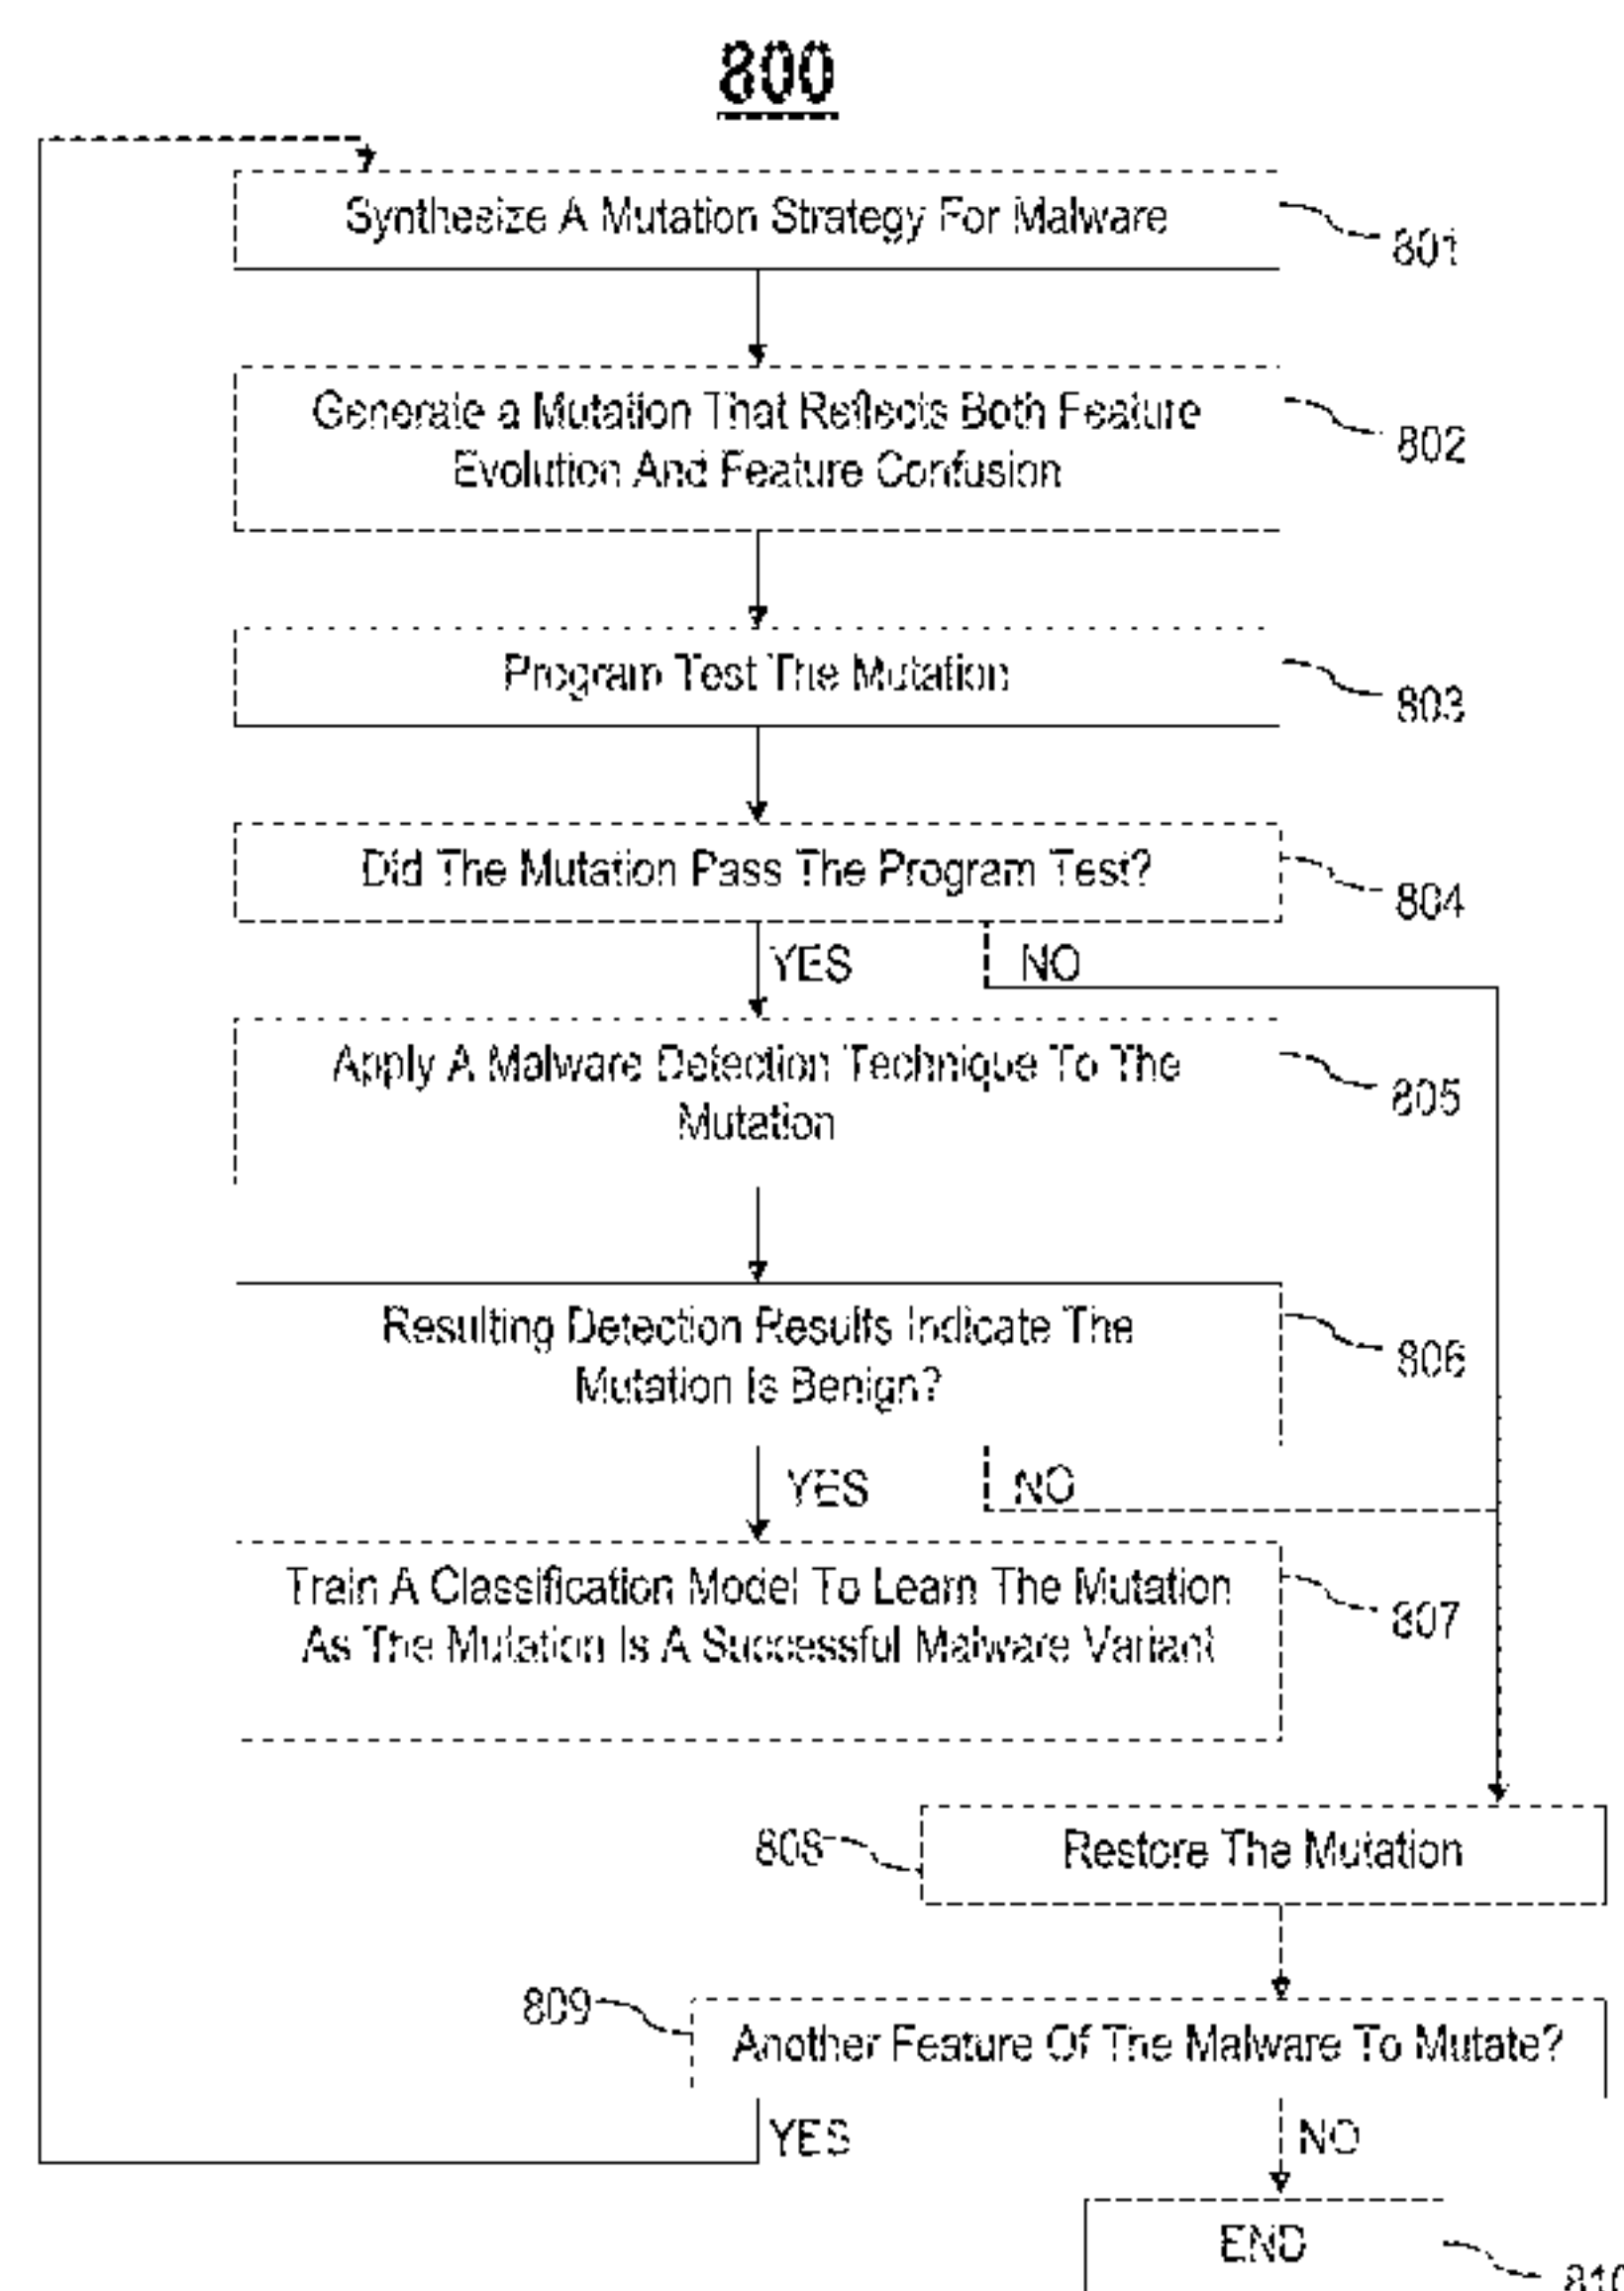 800
Synthesize A Mutation Strategy For Malware
801
Generate a Mutation That Reflects Both Feature
Evolution And Feature Confusion
802
Program Test The Mutation
803
Did The Mutation Pass The Program Test?
804
YES
NO
Apply A Malware Detection Technique To The
Mutation
805
Resulting Detection Results Indicate The
Mutation Is Benign?
806
YES
NO
Train A Classification Model To Learn The Mutation
As The Mutation Is A Successful Malware Variant
807
808
Restore The Mutation
809
Another Feature Of The Malware To Mutate?
YES
NO
END
810